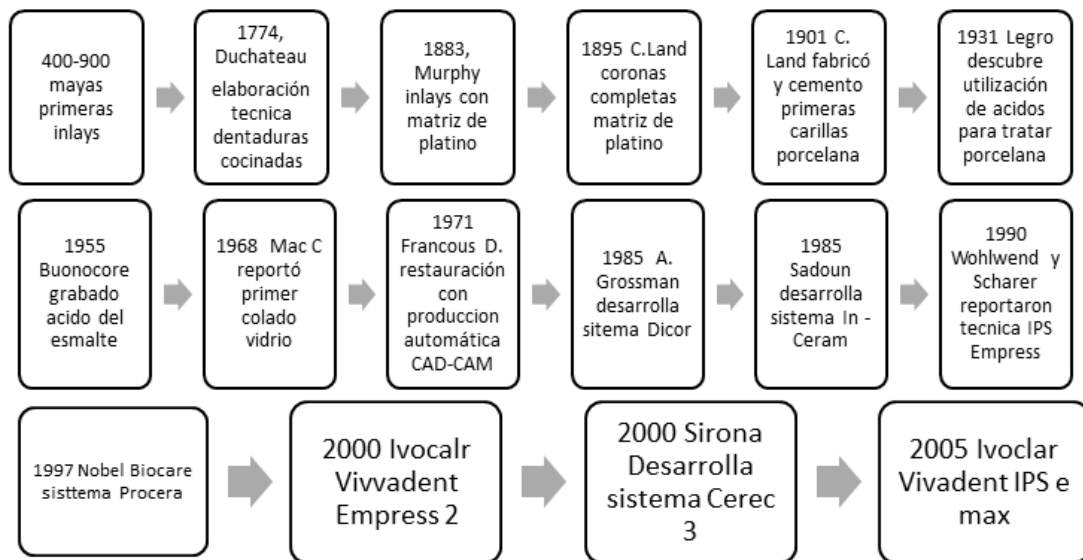 400-900
mayas
primeras
inlays
1774,
Duchateau
elaboración
tecnica
dentaduras
cocinadas
1883,
Murphy
inlays con
matriz de
platino
1895 C.Land
coronas
completas
matriz de
platino
1901 C.
Land fabricó
y cemento
primeras
carillas
porcelana
1931 Legro
descubre
utilización
de acidos
para tratar
porcelana
1955
Buonocore
grabado
acido del
esmalte
1968 Mac C
reportó
primer
colado
vidrio
1971
Francous D.
restauración
con
produccion
automática
CAD-CAM
1985 A.
Grossman
desarrolla
sitema Dicor
1985
Sadoun
desarrolla
sistema In -
Ceram
1990
Wohlwend y
Scharer
reportaron
tecnica IPS
Empress
1997 Nobel Biocare
sisttema Procera
2000 Ivocalr
Vivvadent
Empress 2
2000 Sirona
Desarrolla
sistema Cerec
3
2005 Ivoclar
Vivadent IPS e
max